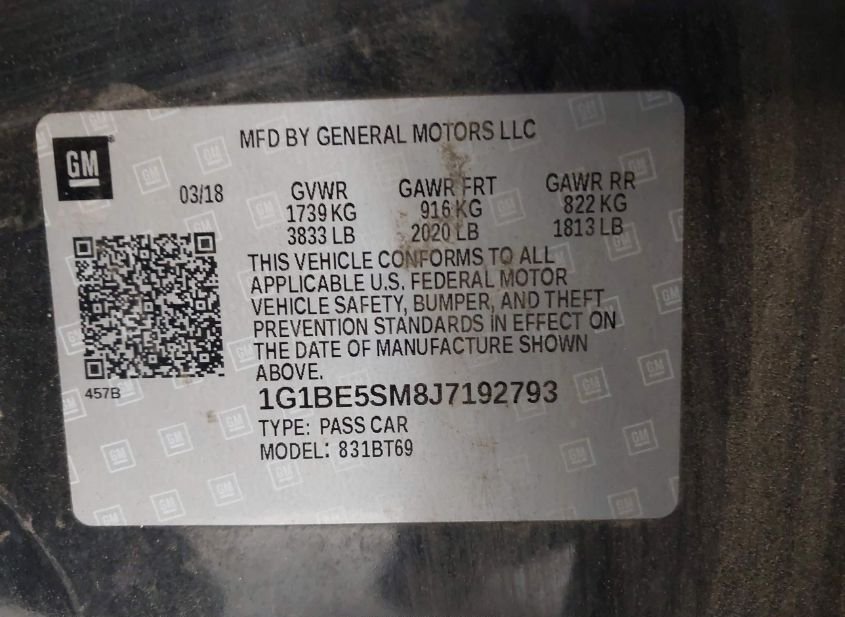 GM
MFD BY GENERAL MOTORS LLC
03/18
GVWR GAWR FRT GAWR RR
1739 KG 916 KG 822 KG
3833 LB 2020 LB 1813 LB
THIS VEHICLE CONFORMS TO ALL
APPLICABLE U.S. FEDERAL MOTOR
VEHICLE SAFETY, BUMPER, AND THEFT
PREVENTION STANDARDS IN EFFECT ON
THE DATE OF MANUFACTURE SHOWN
ABOVE.
457B
1G1BE5SM8J7192793
TYPE: PASS CAR
MODEL: 831BT69